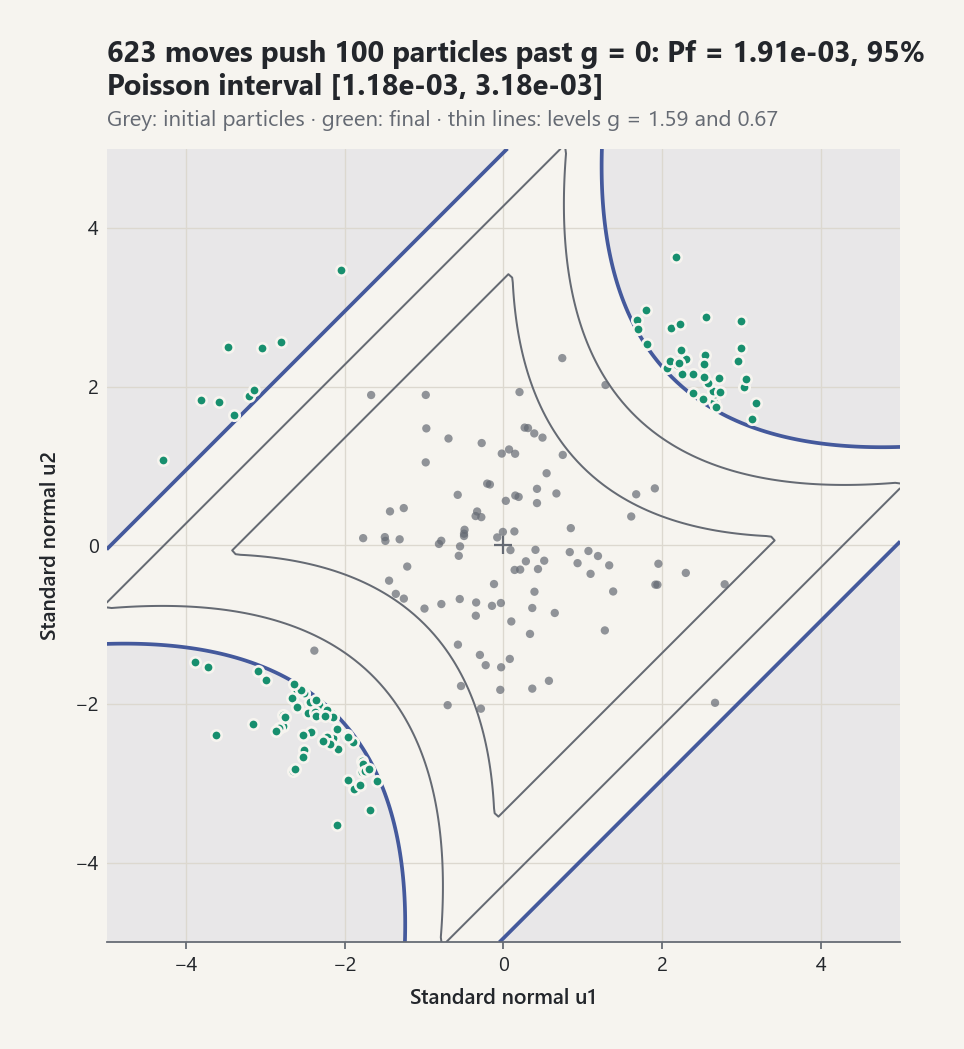 623 moves push 100 particles past g = 0: Pf = 1.91e-03, 95%
Poisson interval [1.18e-03, 3.18e-03]
Grey: initial particles · green: final · thin lines: levels g = 1.59 and 0.67
4
2
0
−2
−4
Standard normal u2
−4
−2
0
2
4
Standard normal u1